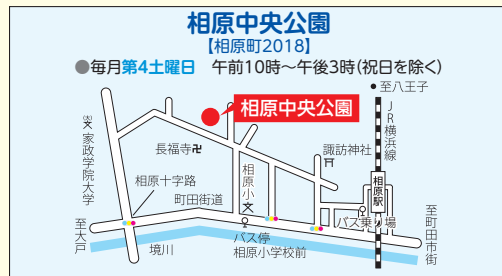 相原中央公園
【相原町2018】
●毎月第4土曜日 午前10時～午後3時(祝日を除く)
至八王子
相原中央公園
JR横浜線
文
家政学院大学
長福寺卍
諏訪神社
相原十字路
相原小
文
相原駅
町田街道
バス乗り場
至大戸
境川
バス停
相原小学校前
至町田市街